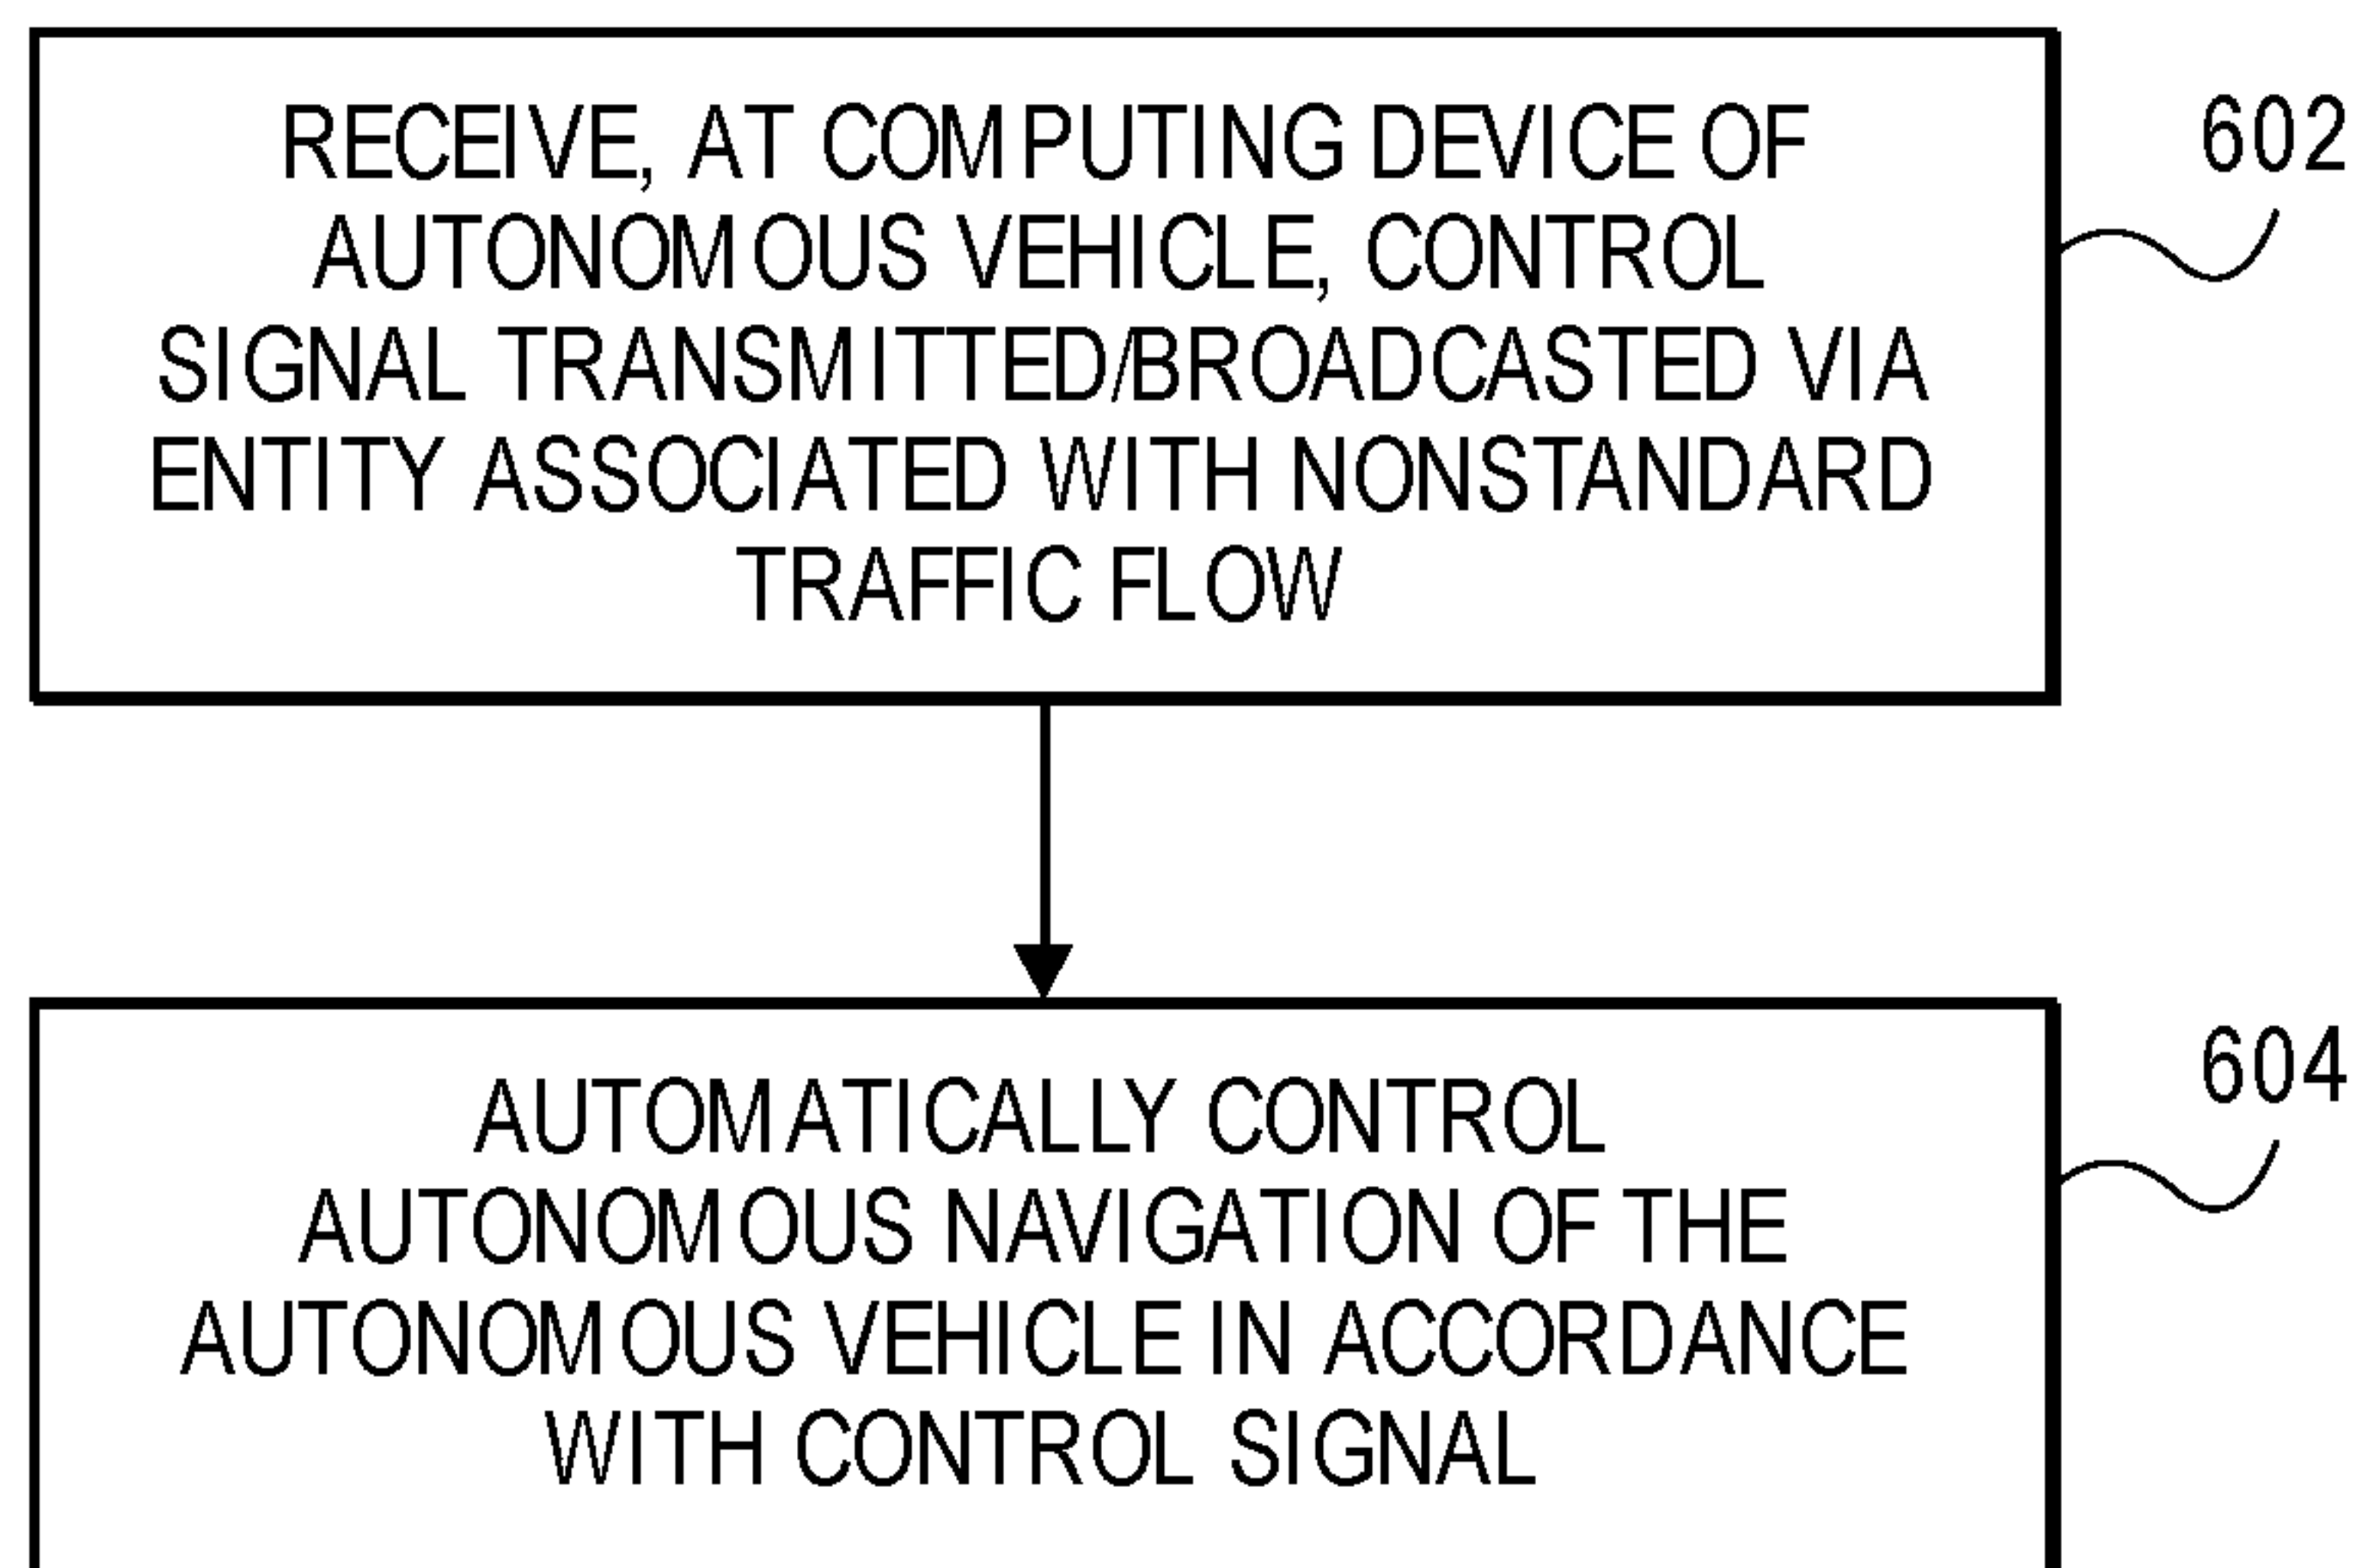 RECEIVE, AT COMPUTING DEVICE OF
AUTONOMOUS VEHICLE, CONTROL
SIGNAL TRANSMITTED/BROADCASTED VIA
ENTITY ASSOCIATED WITH NONSTANDARD
TRAFFIC FLOW
602
AUTOMATICALLY CONTROL
AUTONOMOUS NAVIGATION OF THE
AUTONOMOUS VEHICLE IN ACCORDANCE
WITH CONTROL SIGNAL
604